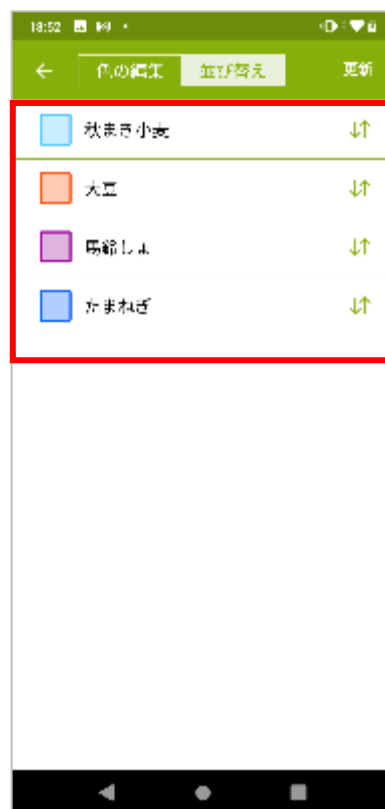 18:52
色の編集 並び替え 更新
秋まき小麦
大豆
馬鈴しょ
たまねぎ